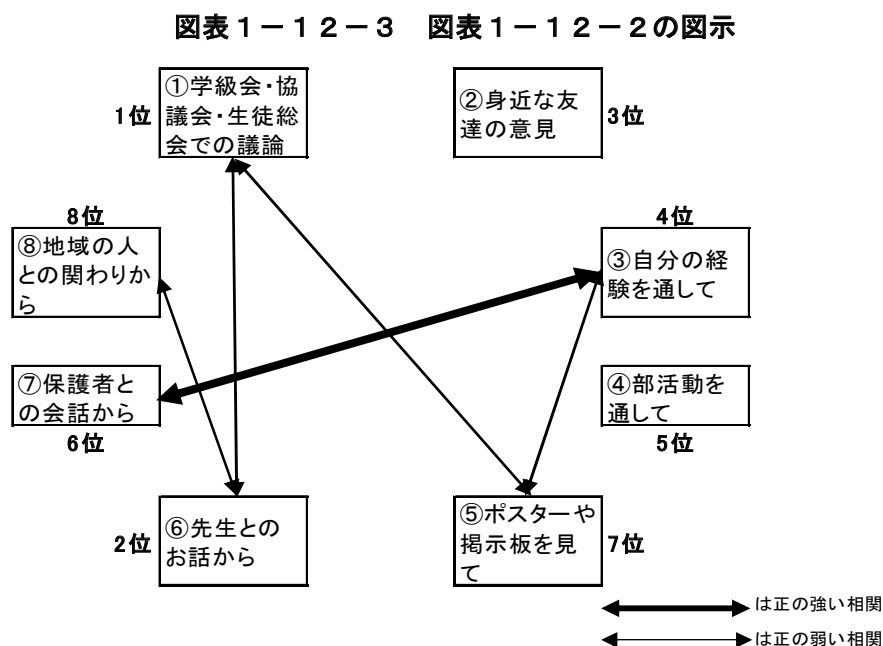 図表1－12－3　図表1－12－2の図示
1位
①学級会・協
議会・生徒総
会での議論
②身近な友
達の意見
3位
8位
⑧地域の人
との関わりか
ら
4位
③自分の経
験を通して
⑦保護者と
の会話から
6位
④部活動を
通して
5位
2位
⑥先生との
お話から
⑤ポスターや
掲示板を見
て
7位
は正の強い相関
は正の弱い相関